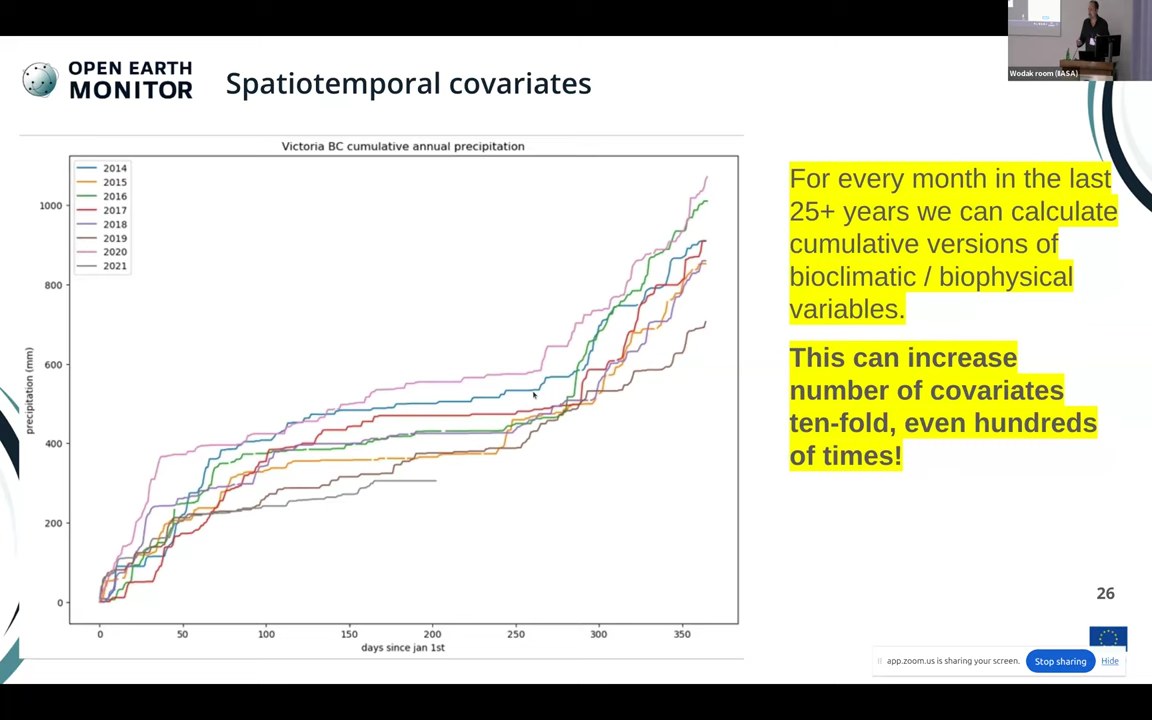 Wodak room (IIASA)
OPEN EARTH
MONITOR
Spatiotemporal covariates
Victoria BC cumulative annual precipitation
2014
2015
2016
2017
2018
2019
2020
2021
1000
800
600
400
200
0
precipitation (mm)
0 50 100 150 200 250 300 350
days since jan 1st
For every month in the last
25+ years we can calculate
cumulative versions of
bioclimatic / biophysical
variables.
This can increase
number of covariates
ten-fold, even hundreds
of times!
26
app.zoom.us is sharing your screen.
Stop sharing
Hide